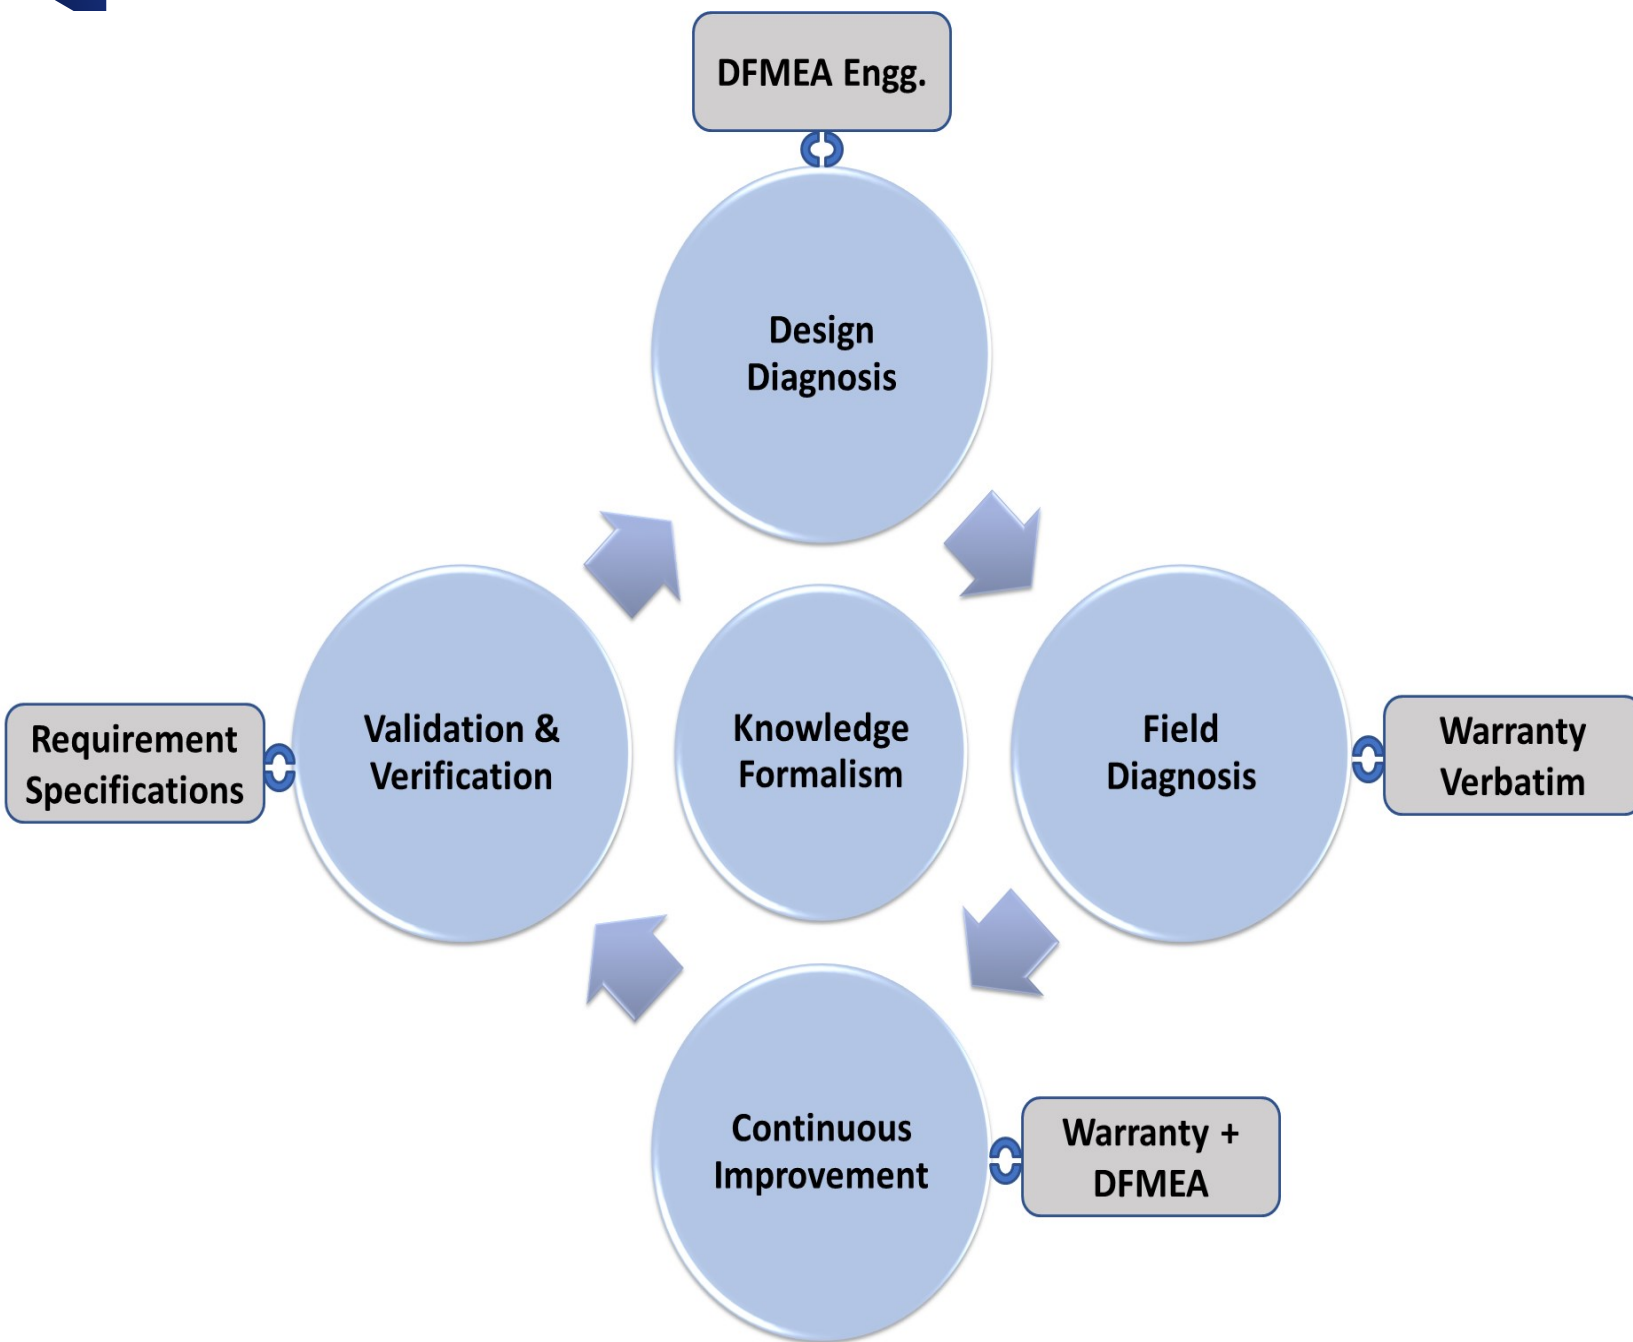 DFMEA Engg.
Design
Diagnosis
Requirement
Specifications
Validation &
Verification
Knowledge
Formalism
Field
Diagnosis
Warranty
Verbatim
Continuous
Improvement
Warranty +
DFMEA